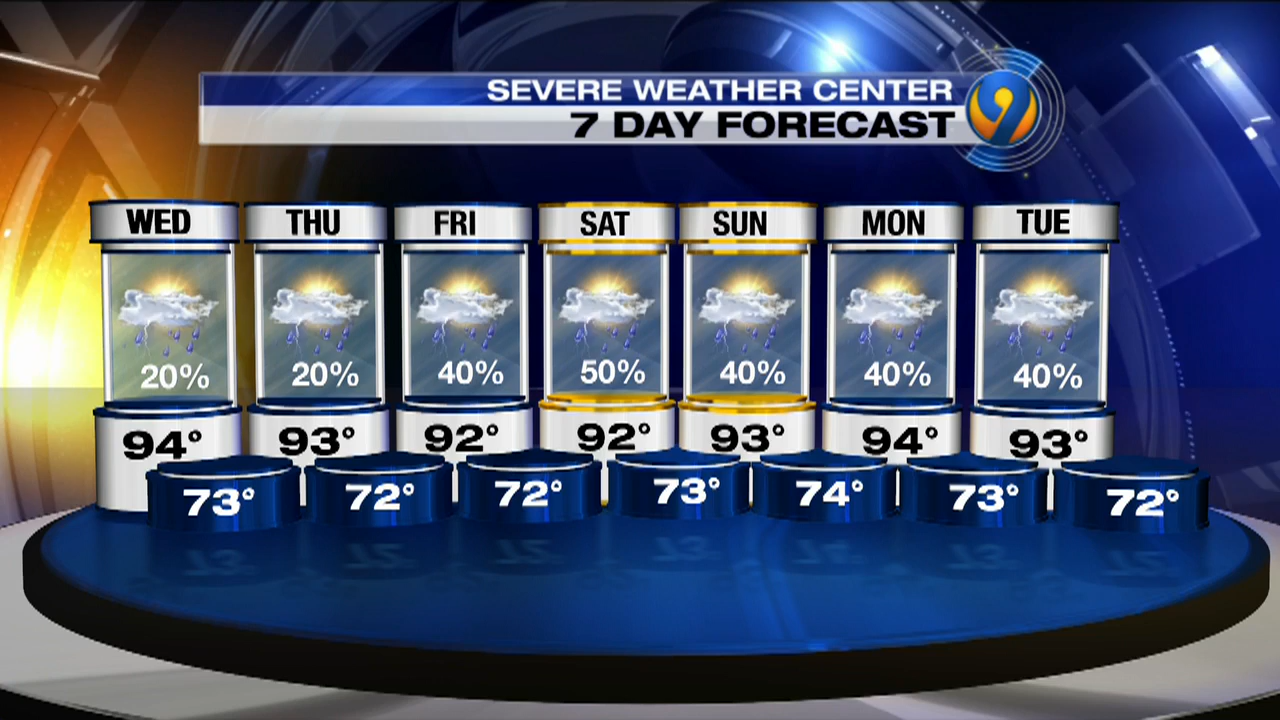 SEVERE WEATHER CENTER 9
7 DAY FORECAST
WED THU FRI SAT SUN MON TUE
20% 20% 40% 50% 40% 40% 40%
94° 93° 92° 92° 93° 94° 93°
73° 72° 72° 73° 74° 73° 72°